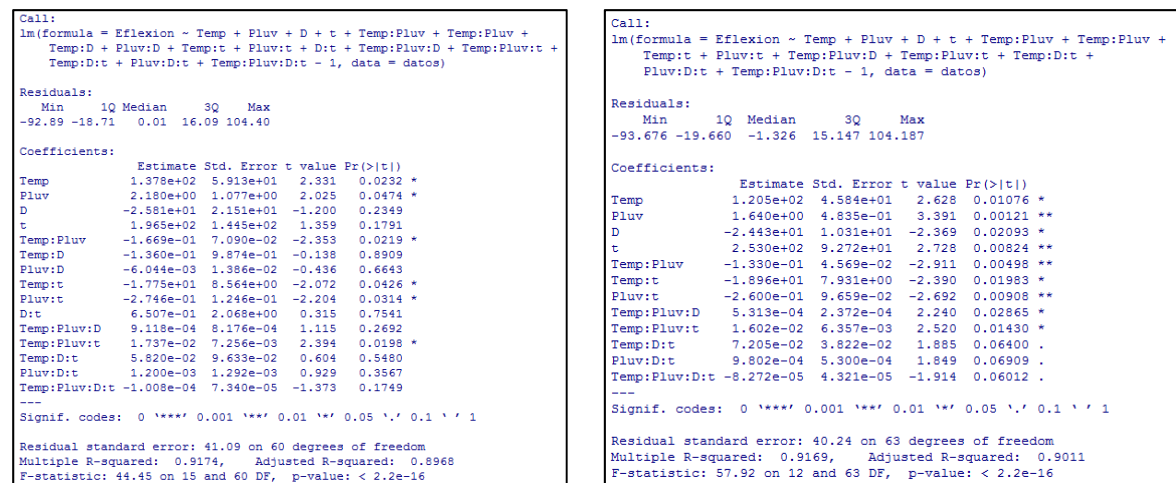 Call:
lm(formula = Eflexion ~ Temp + Pluv + D + t + Temp:Pluv + Temp:Pluv +
    Temp:D + Pluv:D + Temp:t + Pluv:t + D:t + Temp:Pluv:D + Temp:Pluv:t +
    Temp:D:t + Pluv:D:t + Temp:Pluv:D:t - 1, data = datos)
Residuals:
   Min     1Q Median     3Q    Max
-92.89 -18.71   0.01  16.09 104.40
Coefficients:
                Estimate Std. Error t value Pr(>|t|)
Temp           1.378e+02  5.913e+01   2.331   0.0232 *
Pluv           2.180e+00  1.077e+00   2.025   0.0474 *
D             -2.581e+01  2.151e+01  -1.200   0.2349
t              1.965e+02  1.445e+02   1.359   0.1791
Temp:Pluv     -1.669e-01  7.090e-02  -2.353   0.0219 *
Temp:D        -1.360e-01  9.874e-01  -0.138   0.8909
Pluv:D        -6.044e-03  1.386e-02  -0.436   0.6643
Temp:t        -1.775e+01  8.564e+00  -2.072   0.0426 *
Pluv:t        -2.746e-01  1.246e-01  -2.204   0.0314 *
D:t            6.507e-01  2.068e+00   0.315   0.7541
Temp:Pluv:D    9.118e-04  8.176e-04   1.115   0.2692
Temp:Pluv:t    1.737e-02  7.256e-03   2.394   0.0198 *
Temp:D:t       5.820e-02  9.633e-02   0.604   0.5480
Pluv:D:t       1.200e-03  1.292e-03   0.929   0.3567
Temp:Pluv:D:t -1.008e-04  7.340e-05  -1.373   0.1749
---
Signif. codes:  0 '***' 0.001 '**' 0.01 '*' 0.05 '.' 0.1 ' ' 1
Residual standard error: 41.09 on 60 degrees of freedom
Multiple R-squared:  0.9174,    Adjusted R-squared:  0.8968
F-statistic: 44.45 on 15 and 60 DF,  p-value: < 2.2e-16
Call:
lm(formula = Eflexion ~ Temp + Pluv + D + t + Temp:Pluv + Temp:Pluv +
    Temp:t + Pluv:t + Temp:Pluv:D + Temp:Pluv:t + Temp:D:t +
    Pluv:D:t + Temp:Pluv:D:t - 1, data = datos)
Residuals:
    Min      1Q  Median      3Q     Max
-93.676 -19.660  -1.326  15.147 104.187
Coefficients:
                Estimate Std. Error t value Pr(>|t|)
Temp           1.205e+02  4.584e+01   2.628  0.01076 *
Pluv           1.640e+00  4.835e-01   3.391  0.00121 **
D             -2.443e+01  1.031e+01  -2.369  0.02093 *
t              2.530e+02  9.272e+01   2.728  0.00824 **
Temp:Pluv     -1.330e-01  4.569e-02  -2.911  0.00498 **
Temp:t        -1.896e+01  7.931e+00  -2.390  0.01983 *
Pluv:t        -2.600e-01  9.659e-02  -2.692  0.00908 **
Temp:Pluv:D    5.313e-04  2.372e-04   2.240  0.02865 *
Temp:Pluv:t    1.602e-02  6.357e-03   2.520  0.01430 *
Temp:D:t       7.205e-02  3.822e-02   1.885  0.06400 .
Pluv:D:t       9.802e-04  5.300e-04   1.849  0.06909 .
Temp:Pluv:D:t -8.272e-05  4.321e-05  -1.914  0.06012 .
---
Signif. codes:  0 '***' 0.001 '**' 0.01 '*' 0.05 '.' 0.1 ' ' 1
Residual standard error: 40.24 on 63 degrees of freedom
Multiple R-squared:  0.9169,    Adjusted R-squared:  0.9011
F-statistic: 57.92 on 12 and 63 DF,  p-value: < 2.2e-16